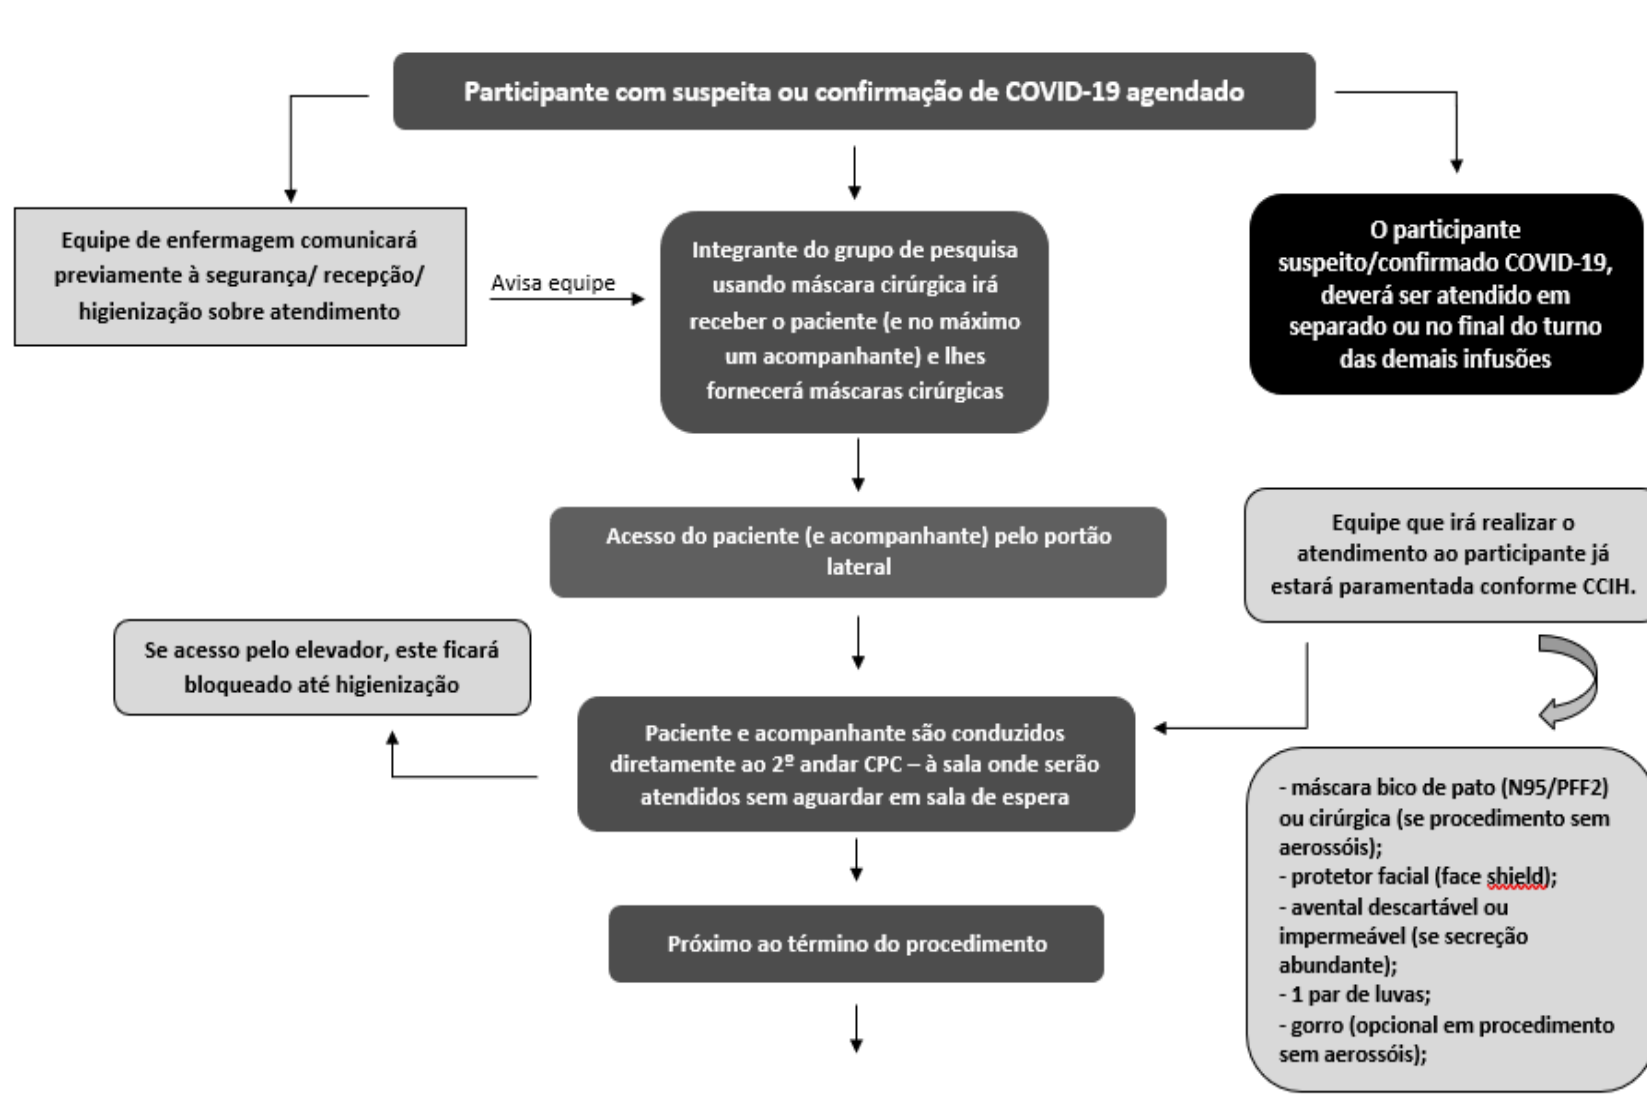 Participante com suspeita ou confirmação de COVID-19 agendado
Equipe de enfermagem comunicará
previamente à segurança/ recepção/
higienização sobre atendimento
Avisa equipe
Integrante do grupo de pesquisa
usando máscara cirúrgica irá
receber o paciente (e no máximo
um acompanhante) e lhes
fornecerá máscaras cirúrgicas
O participante
suspeito/confirmado COVID-19,
deverá ser atendido em
separado ou no final do turno
das demais infusões
Acesso do paciente (e acompanhante) pelo portão
lateral
Equipe que irá realizar o
atendimento ao participante já
estará paramentada conforme CCIH.
Se acesso pelo elevador, este ficará
bloqueado até higienização
Paciente e acompanhante são conduzidos
diretamente ao 2º andar CPC – à sala onde serão
atendidos sem aguardar em sala de espera
- máscara bico de pato (N95/PFF2)
ou cirúrgica (se procedimento sem
aerossóis);
- protetor facial (face shield);
- avental descartável ou
impermeável (se secreção
abundante);
- 1 par de luvas;
- gorro (opcional em procedimento
sem aerossóis);
Próximo ao término do procedimento